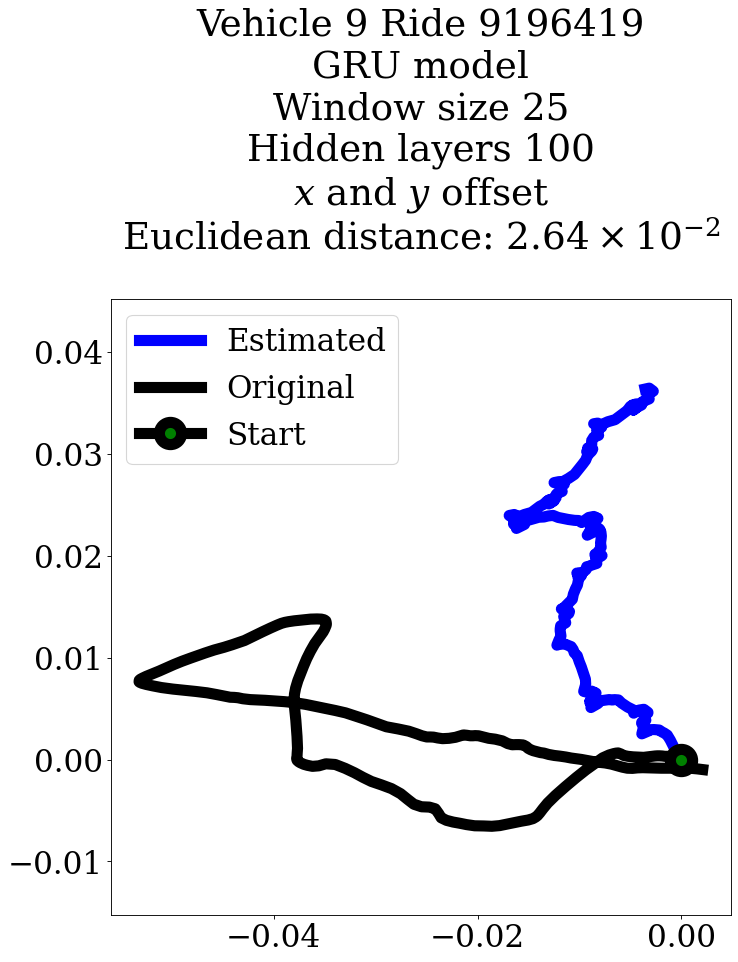 Vehicle 9 Ride 9196419
GRU model
Window size 25
Hidden layers 100
x and y offset
Euclidean distance: 2.64 × 10⁻²
Estimated
Original
Start
0.04
0.03
0.02
0.01
0.00
−0.01
−0.04
−0.02
0.00